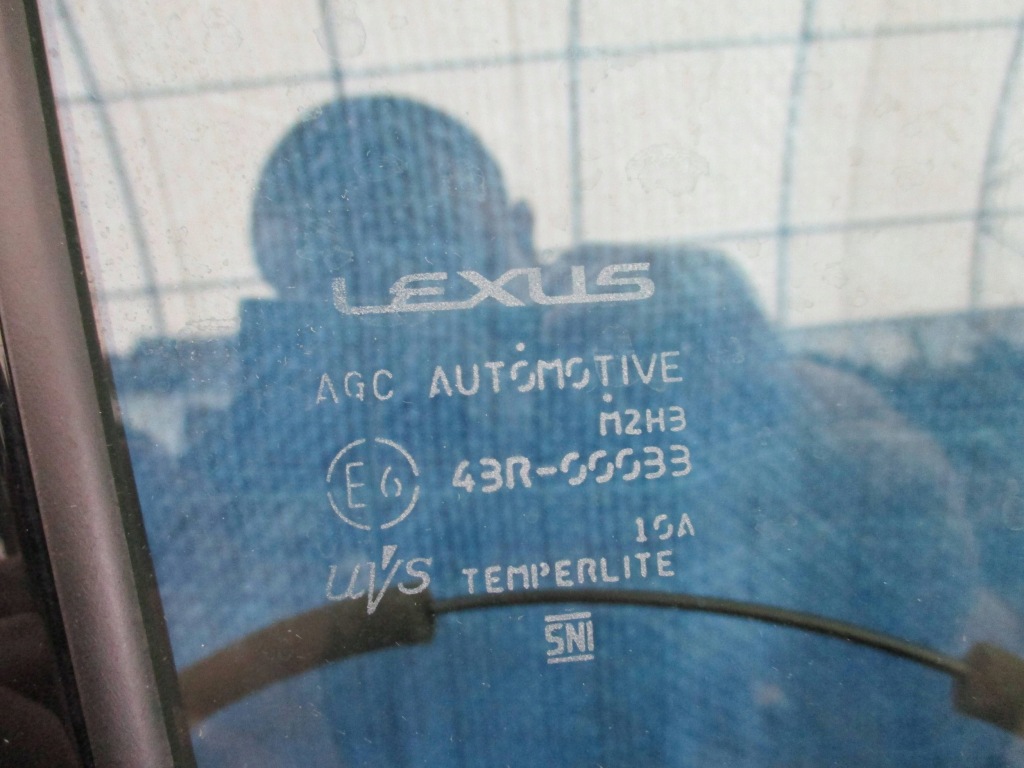 LEXUS
AGC AUTOMOTIVE
M2H3
E6 43R-00033
10A
UVS TEMPERLITE
SNI